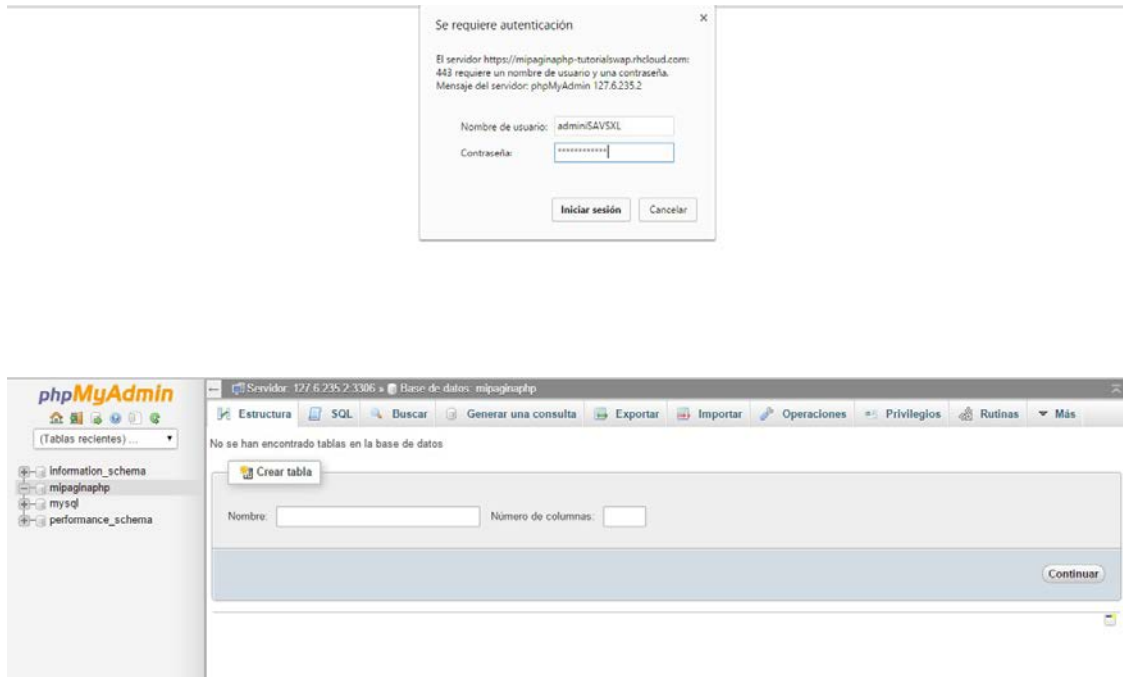 Se requiere autenticación
El servidor https://mipaginaphp-tutorialswap.rhcloud.com:
443 requiere un nombre de usuario y una contraseña.
Mensaje del servidor: phpMyAdmin 127.6.235.2
Nombre de usuario: adminiSAVSXL
Contraseña: ************
Iniciar sesión Cancelar
phpMyAdmin
(Tablas recientes) ...
information_schema
mipaginaphp
mysql
performance_schema
Servidor: 127.6.235.2:3306 » Base de datos: mipaginaphp
Estructura SQL Buscar Generar una consulta Exportar Importar Operaciones Privilegios Rutinas Más
No se han encontrado tablas en la base de datos
Crear tabla
Nombre: Número de columnas:
Continuar